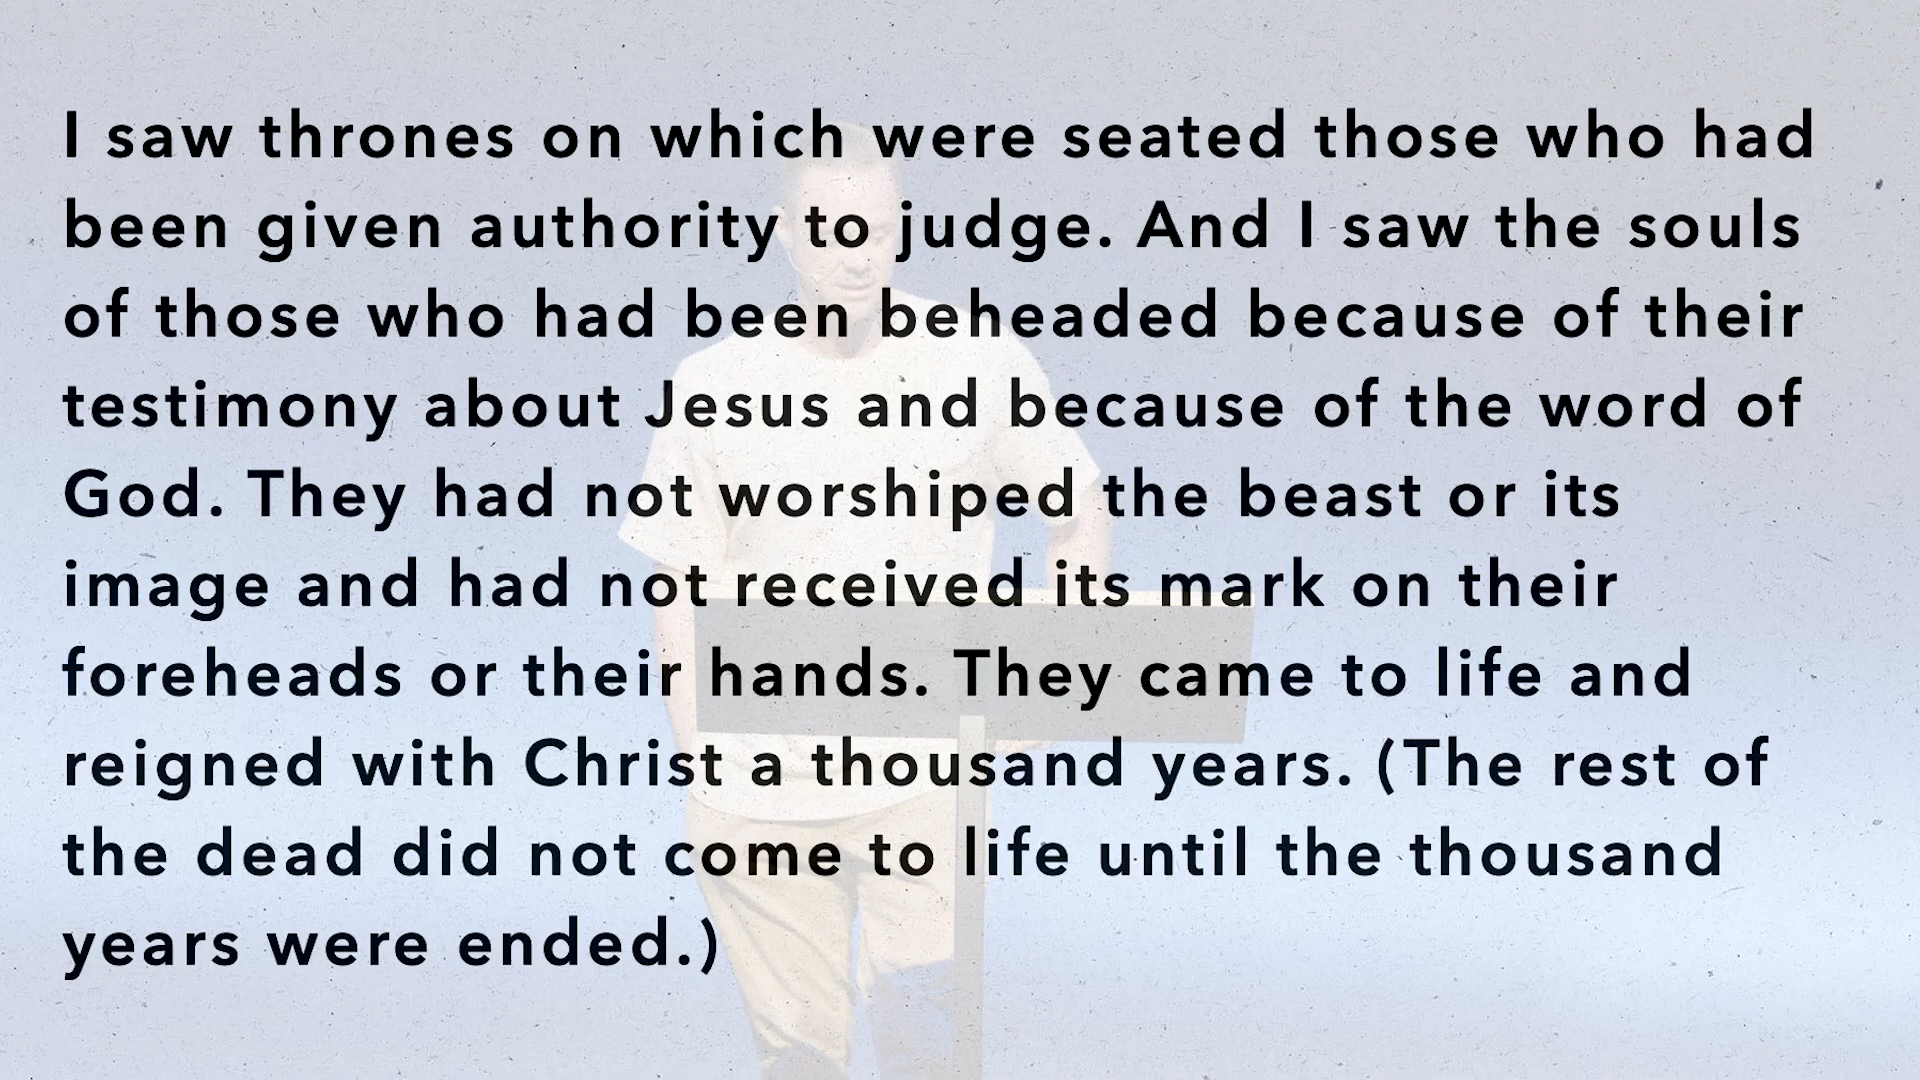 I saw thrones on which were seated those who had
been given authority to judge. And I saw the souls
of those who had been beheaded because of their
testimony about Jesus and because of the word of
God. They had not worshiped the beast or its
image and had not received its mark on their
foreheads or their hands. They came to life and
reigned with Christ a thousand years. (The rest of
the dead did not come to life until the thousand
years were ended.)